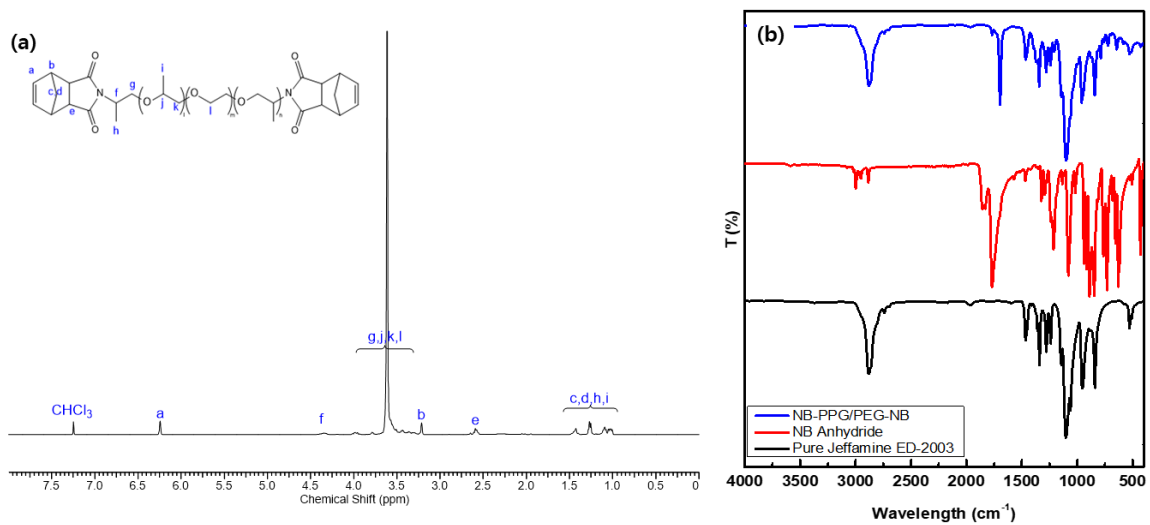 (a)
O
O
N
O
O
O
O
N
O
O
a
b
c,d
e
f
g
h
i
j
k
l
l
m
n
CHCl3
a
f
g,j,k,l
b
e
c,d,h,i
7.5
7.0
6.5
6.0
5.5
5.0
4.5
4.0
3.5
3.0
2.5
2.0
1.5
1.0
0.5
0
Chemical Shift (ppm)
(b)
T (%)
NB-PPG/PEG-NB
NB Anhydride
Pure Jeffamine ED-2003
4000 3500 3000 2500 2000 1500 1000 500
Wavelength (cm-1)